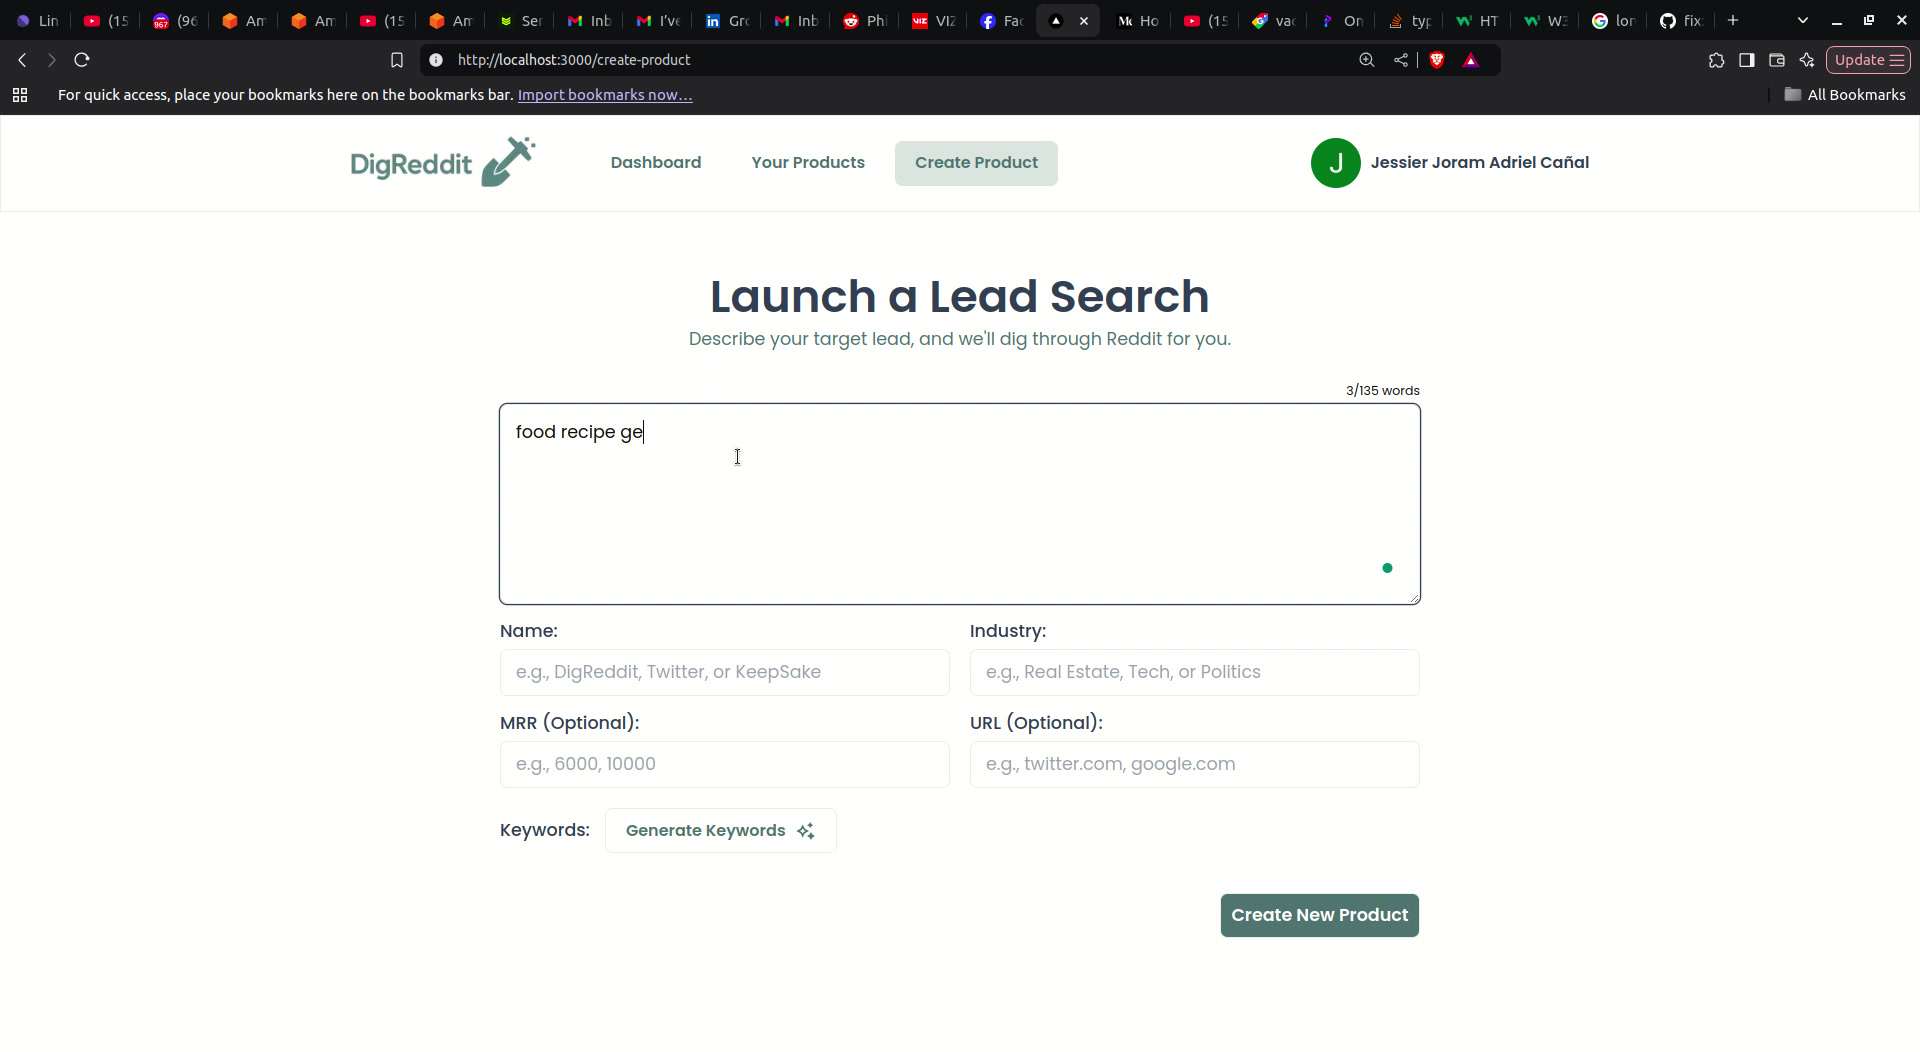 Lin (15 (96 Am Am (15 Am Ser Inb I've Gro Inb Phi VIZ Fac Ho (15 vac On typ HT W3 lon fix:
http://localhost:3000/create-product
Update
For quick access, place your bookmarks here on the bookmarks bar. Import bookmarks now...
All Bookmarks
DigReddit
Dashboard
Your Products
Create Product
J
Jessier Joram Adriel Cañal
Launch a Lead Search
Describe your target lead, and we'll dig through Reddit for you.
3/135 words
food recipe ge
Name:
Industry:
e.g., DigReddit, Twitter, or KeepSake
e.g., Real Estate, Tech, or Politics
MRR (Optional):
URL (Optional):
e.g., 6000, 10000
e.g., twitter.com, google.com
Keywords:
Generate Keywords
Create New Product